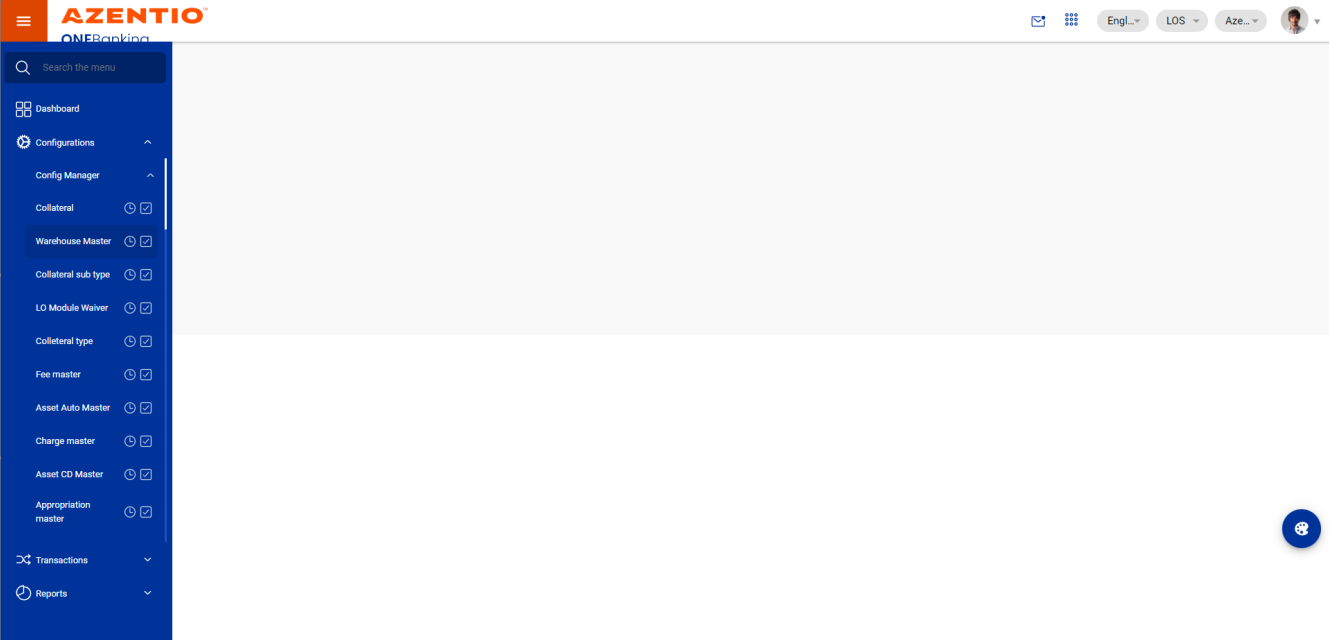 AZENTIO™
ONEBanking
Engl...
LOS
Aze...
Search the menu
Dashboard
Configurations
Config Manager
Collateral
Warehouse Master
Collateral sub type
LO Module Waiver
Colleteral type
Fee master
Asset Auto Master
Charge master
Asset CD Master
Appropriation
master
Transactions
Reports